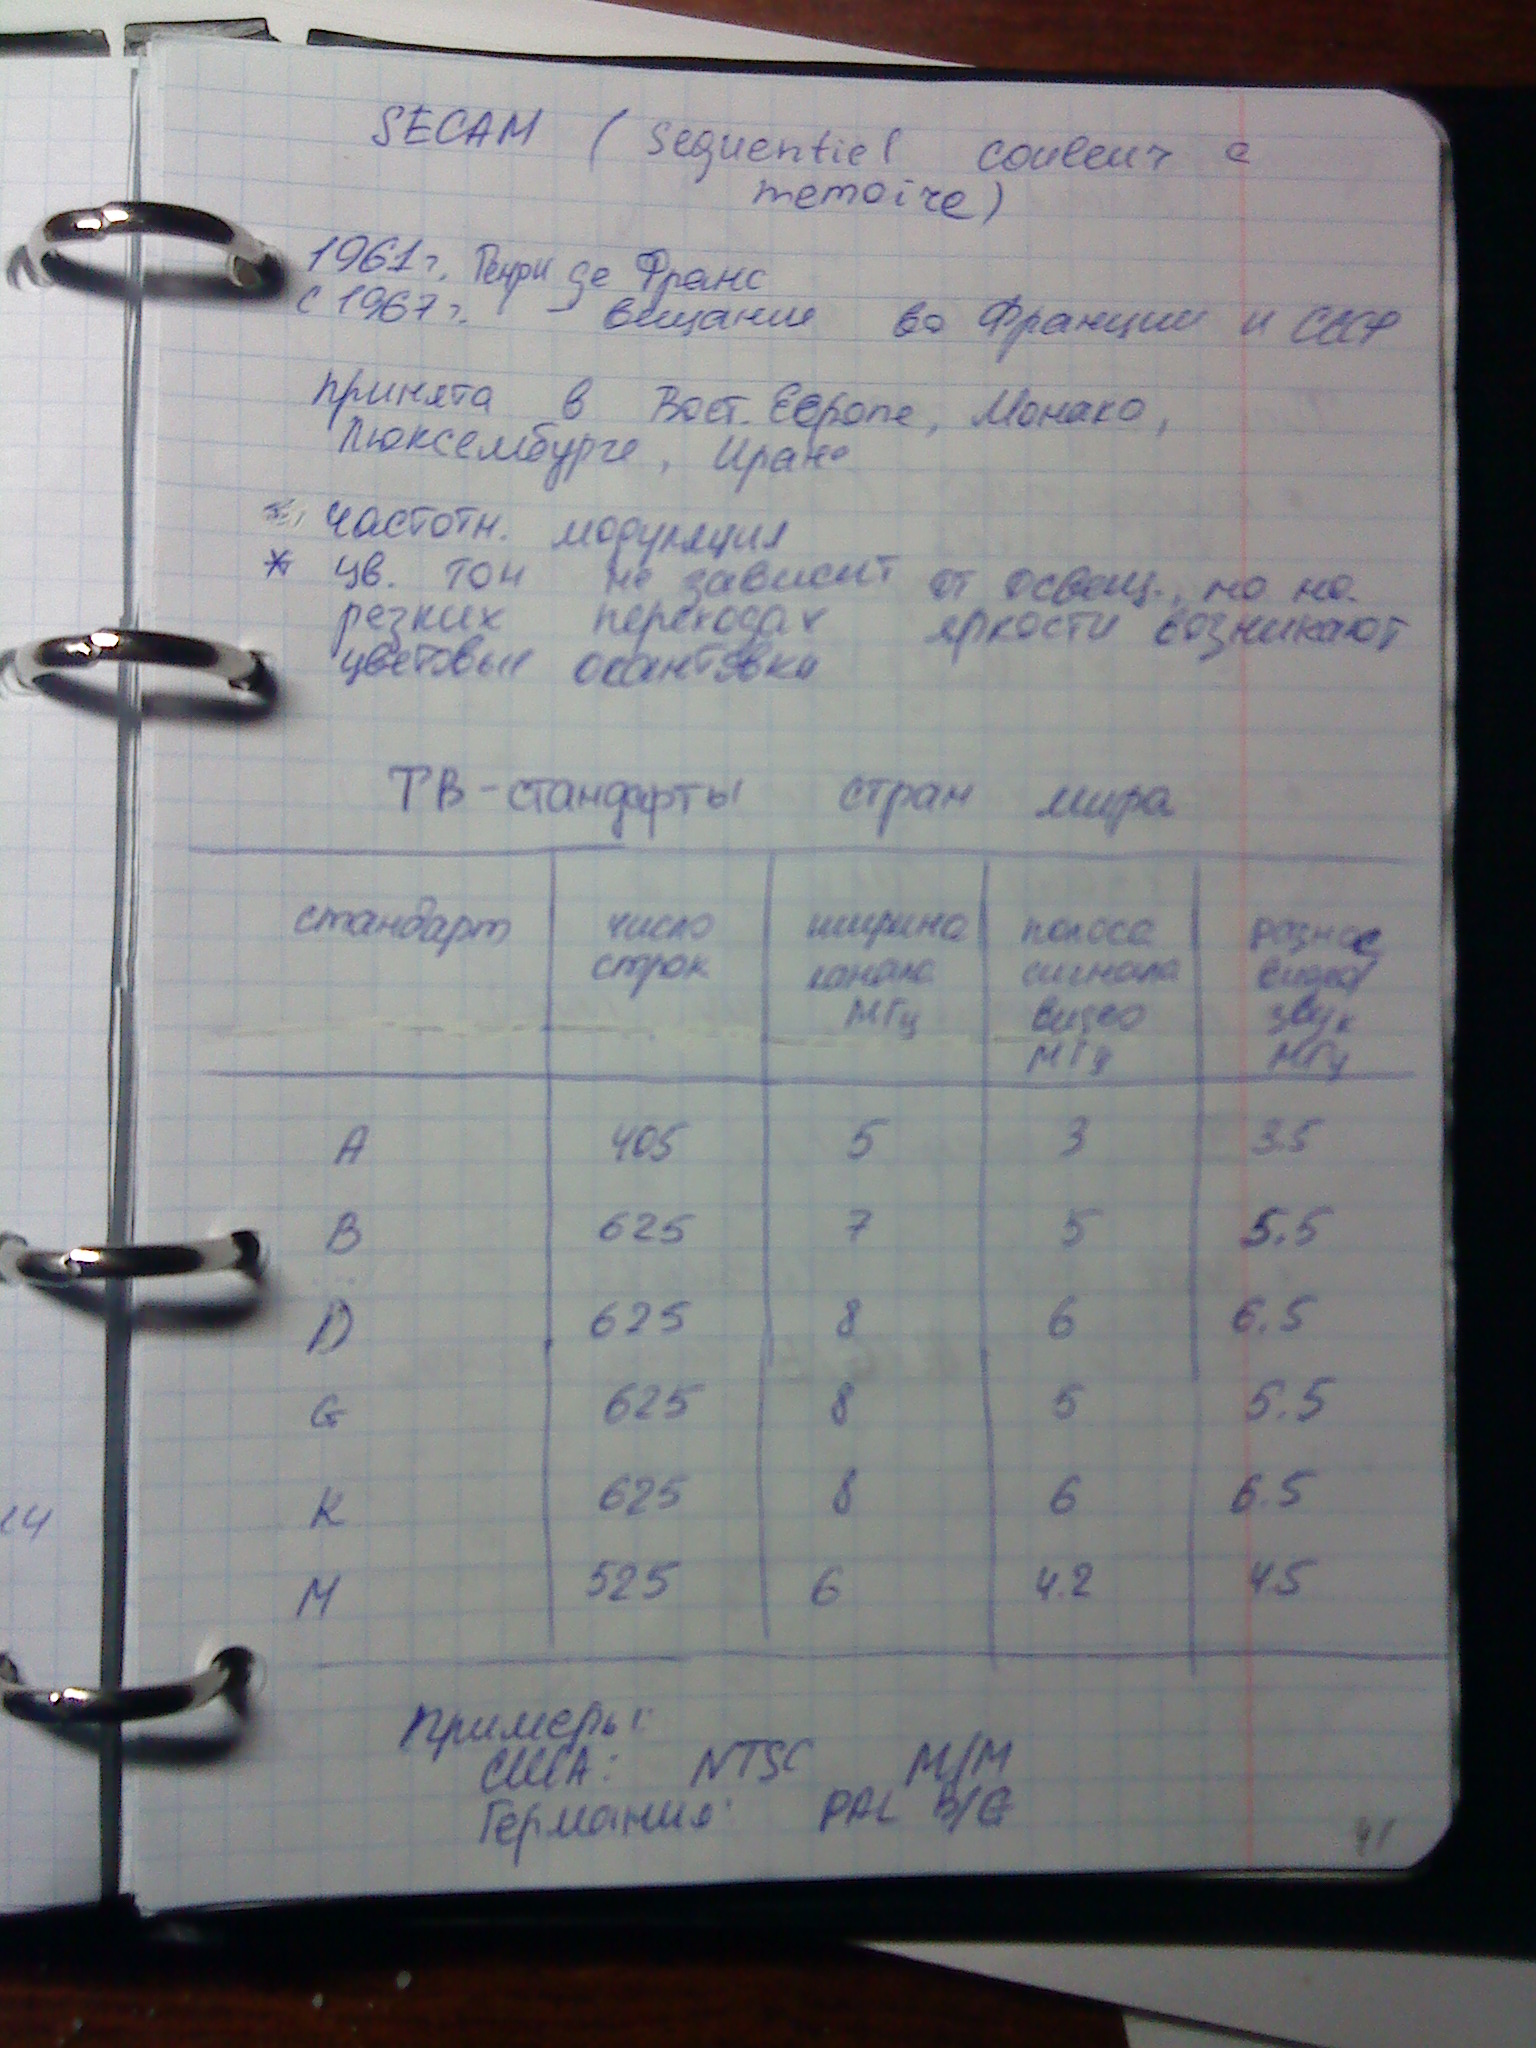 SECAM (Sequentiel couleur a
memoire)
1961г. Генри де Франс
с 1967г. - вещание во Франции и СССР
принята в Вост. Европе, Монако,
Люксембурге, Иране
частотн. модуляция
* цв. тон не зависит от освещ., но на
резких переходах яркости возникают
цветовые окантовки
ТВ-стандарты стран мира
стандарт | число строк | ширина канала МГц | полоса сигнала видео МГц | разнос видео/звук МГц
A 405 5 3 3.5
B 625 7 5 5.5
D 625 8 6 6.5
G 625 8 5 5.5
K 625 8 6 6.5
M 525 6 4.2 4.5
Примеры:
США: NTSC M/M
Германия: PAL B/G
41